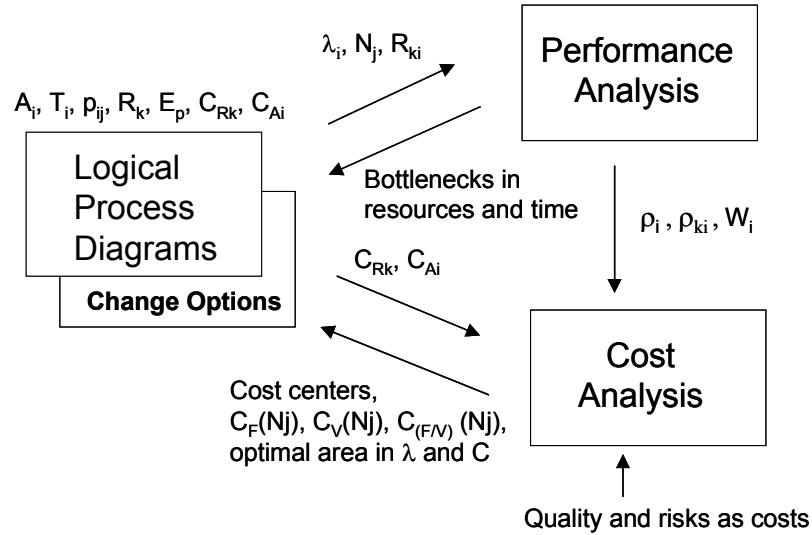 λi, Nj, Rki
Performance
Analysis
Ai, Ti, pij, Rk, Ep, CRk, CAi
Logical
Process
Diagrams
Change Options
Bottlenecks in
resources and time
ρi , ρki, Wi
CRk, CAi
Cost
Analysis
Cost centers,
CF(Nj), CV(Nj), C(F/V) (Nj),
optimal area in λ and C
Quality and risks as costs